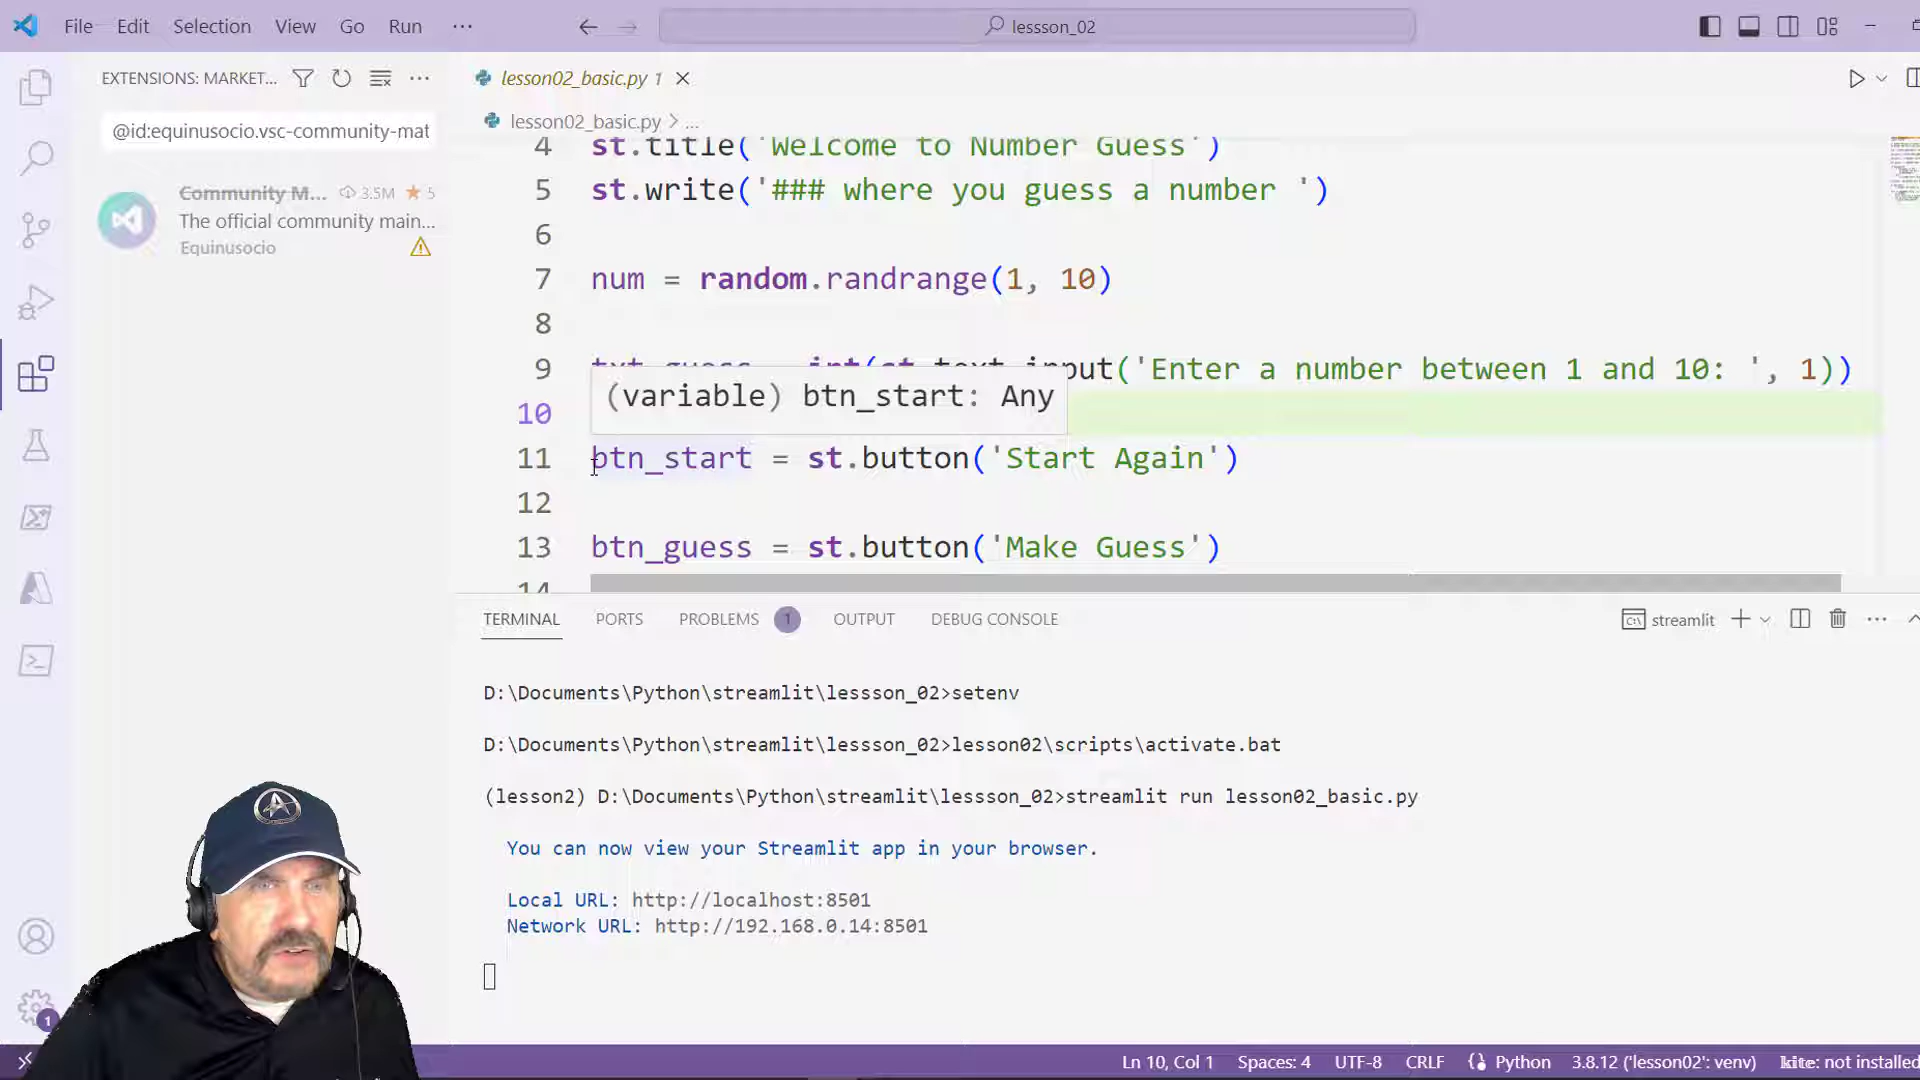 File Edit Selection View Go Run ··· lessson_02
EXTENSIONS: MARKET... ···
@id:equinusocio.vsc-community-mat
Community M... 3.5M 5
The official community main...
Equinusocio
lesson02_basic.py 1
lesson02_basic.py > ...
4 st.title('Welcome to Number Guess')
5 st.write('### where you guess a number ')
6
7 num = random.randrange(1, 10)
8
9 txt_guess = int(st.text_input('Enter a number between 1 and 10: ', 1))
(variable) btn_start: Any
10
11 btn_start = st.button('Start Again')
12
13 btn_guess = st.button('Make Guess')
14
TERMINAL PORTS PROBLEMS 1 OUTPUT DEBUG CONSOLE streamlit ···
D:\Documents\Python\streamlit\lessson_02>setenv
D:\Documents\Python\streamlit\lessson_02>lesson02\scripts\activate.bat
(lesson2) D:\Documents\Python\streamlit\lessson_02>streamlit run lesson02_basic.py
You can now view your Streamlit app in your browser.
Local URL: http://localhost:8501
Network URL: http://192.168.0.14:8501
1
Ln 10, Col 1 Spaces: 4 UTF-8 CRLF Python 3.8.12 ('lesson02': venv) kite: not installed